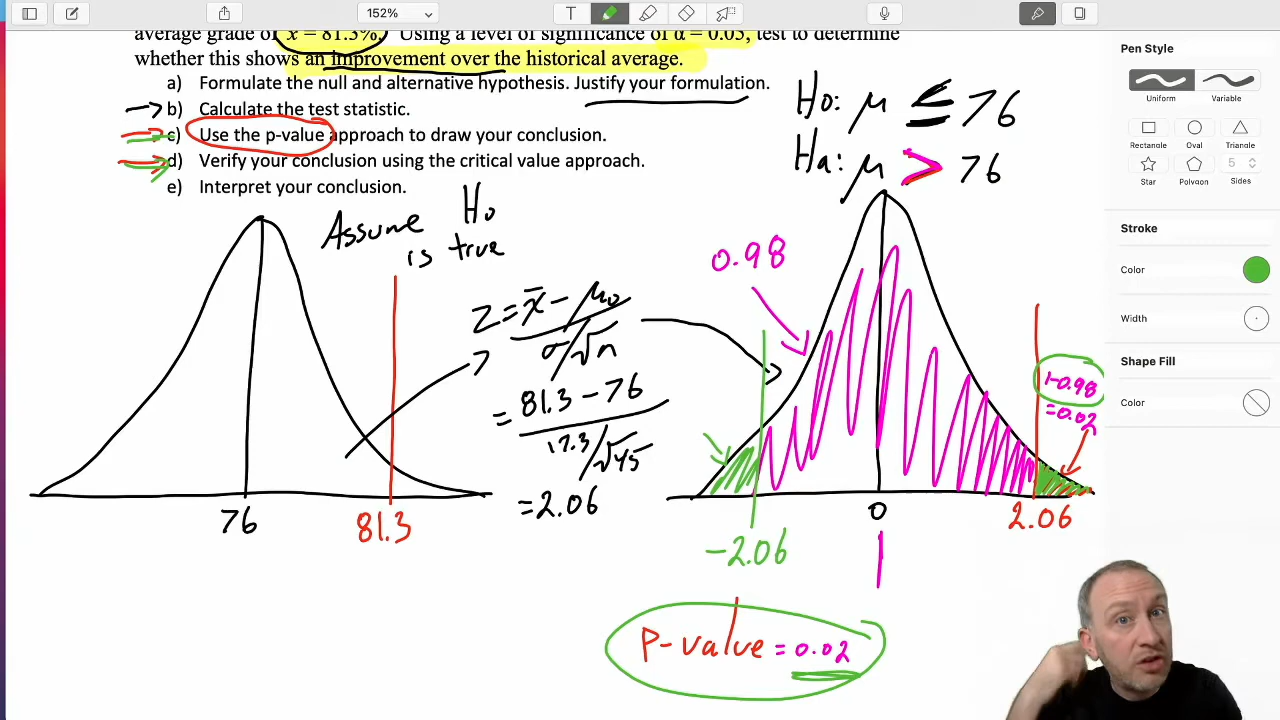 152%
T
average grade of x̄ = 81.3%. Using a level of significance of α = 0.05, test to determine
whether this shows an improvement over the historical average.
a) Formulate the null and alternative hypothesis. Justify your formulation.
b) Calculate the test statistic.
c) Use the p-value approach to draw your conclusion.
d) Verify your conclusion using the critical value approach.
e) Interpret your conclusion.
Ho: μ ≤ 76
Ha: μ > 76
Assume Ho
is true
Z = x̄ - μo
σ/√n
= 81.3 - 76
17.3/√45
= 2.06
76
81.3
0.98
1-0.98
=0.02
0
2.06
-2.06
P-value = 0.02
Pen Style
Uniform
Variable
Rectangle
Oval
Triangle
Star
Polygon
5
Sides
Stroke
Color
Width
Shape Fill
Color